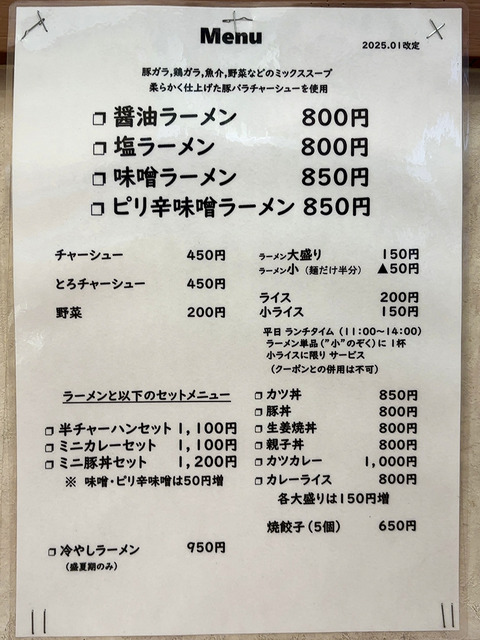 Menu
2025.01改定
豚ガラ,鶏ガラ,魚介,野菜などのミックススープ
柔らかく仕上げた豚バラチャーシューを使用
❐ 醤油ラーメン 800円
❐ 塩ラーメン 800円
❐ 味噌ラーメン 850円
❐ ピリ辛味噌ラーメン 850円
チャーシュー 450円
とろチャーシュー 450円
野菜 200円
ラーメン大盛り 150円
ラーメン小 (麺だけ半分) ▲50円
ライス 200円
小ライス 150円
平日 ランチタイム (11:00~14:00)
ラーメン単品("小"のぞく)に 1杯
小ライスに限り サービス
(クーポンとの併用は不可)
ラーメンと以下のセットメニュー
❐ 半チャーハンセット 1,100円
❐ ミニカレーセット 1,100円
❐ ミニ豚丼セット 1,200円
※ 味噌・ピリ辛味噌は50円増
❐ 冷やしラーメン 950円
(盛夏期のみ)
❐ カツ丼 850円
❐ 豚丼 800円
❐ 生姜焼丼 800円
❐ 親子丼 800円
❐ カツカレー 1,000円
❐ カレーライス 800円
各大盛りは150円増
焼餃子(5個) 650円